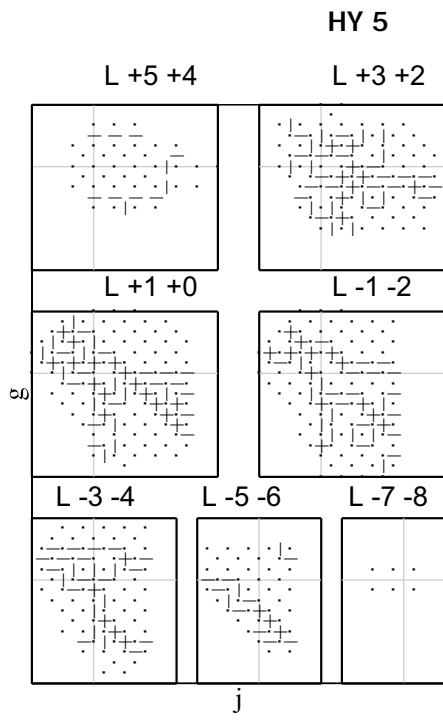 HY 5
L +5 +4
L +3 +2
L +1 +0
L -1 -2
g
L -3 -4
L -5 -6
L -7 -8
j